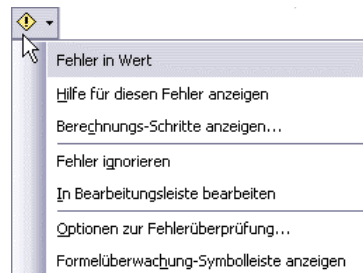 Fehler in Wert
Hilfe für diesen Fehler anzeigen
Berechnungs-Schritte anzeigen...
Fehler ignorieren
In Bearbeitungsleiste bearbeiten
Optionen zur Fehlerüberprüfung...
Formelüberwachung-Symbolleiste anzeigen